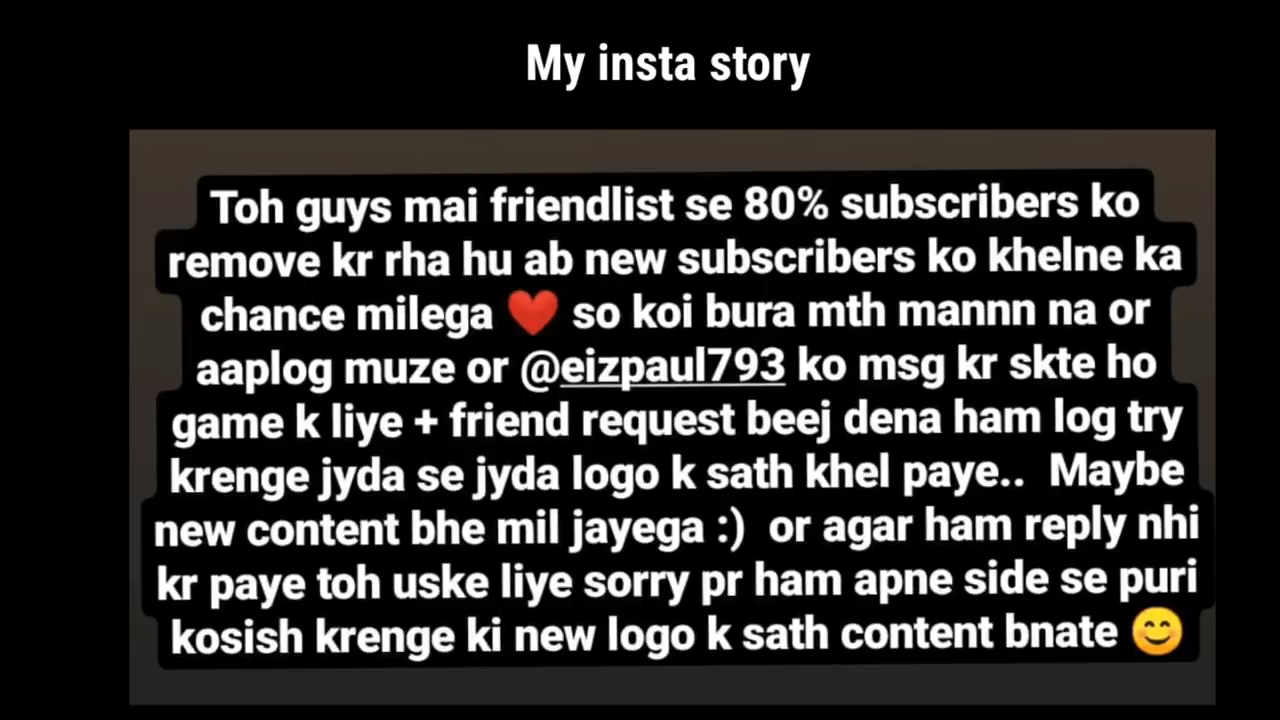 My insta story
Toh guys mai friendlist se 80% subscribers ko
remove kr rha hu ab new subscribers ko khelne ka
chance milega ❤️ so koi bura mth mannn na or
aaplog muze or @eizpaul793 ko msg kr skte ho
game k liye + friend request beej dena ham log try
krenge jyda se jyda logo k sath khel paye.. Maybe
new content bhe mil jayega :) or agar ham reply nhi
kr paye toh uske liye sorry pr ham apne side se puri
kosish krenge ki new logo k sath content bnate 😊